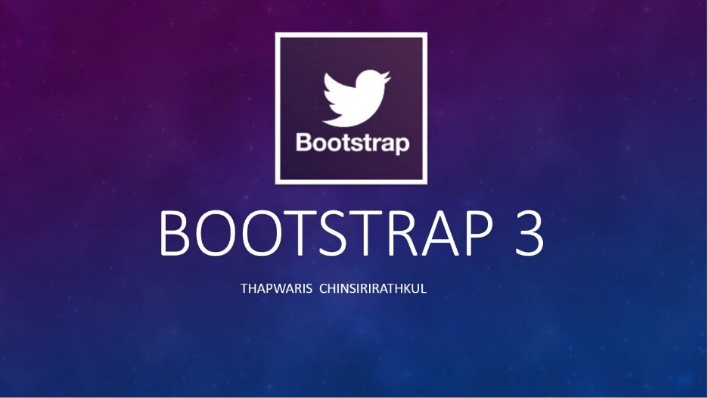 Bootstrap
BOOTSTRAP 3
THAPWARIS CHINSIRIRATHKUL